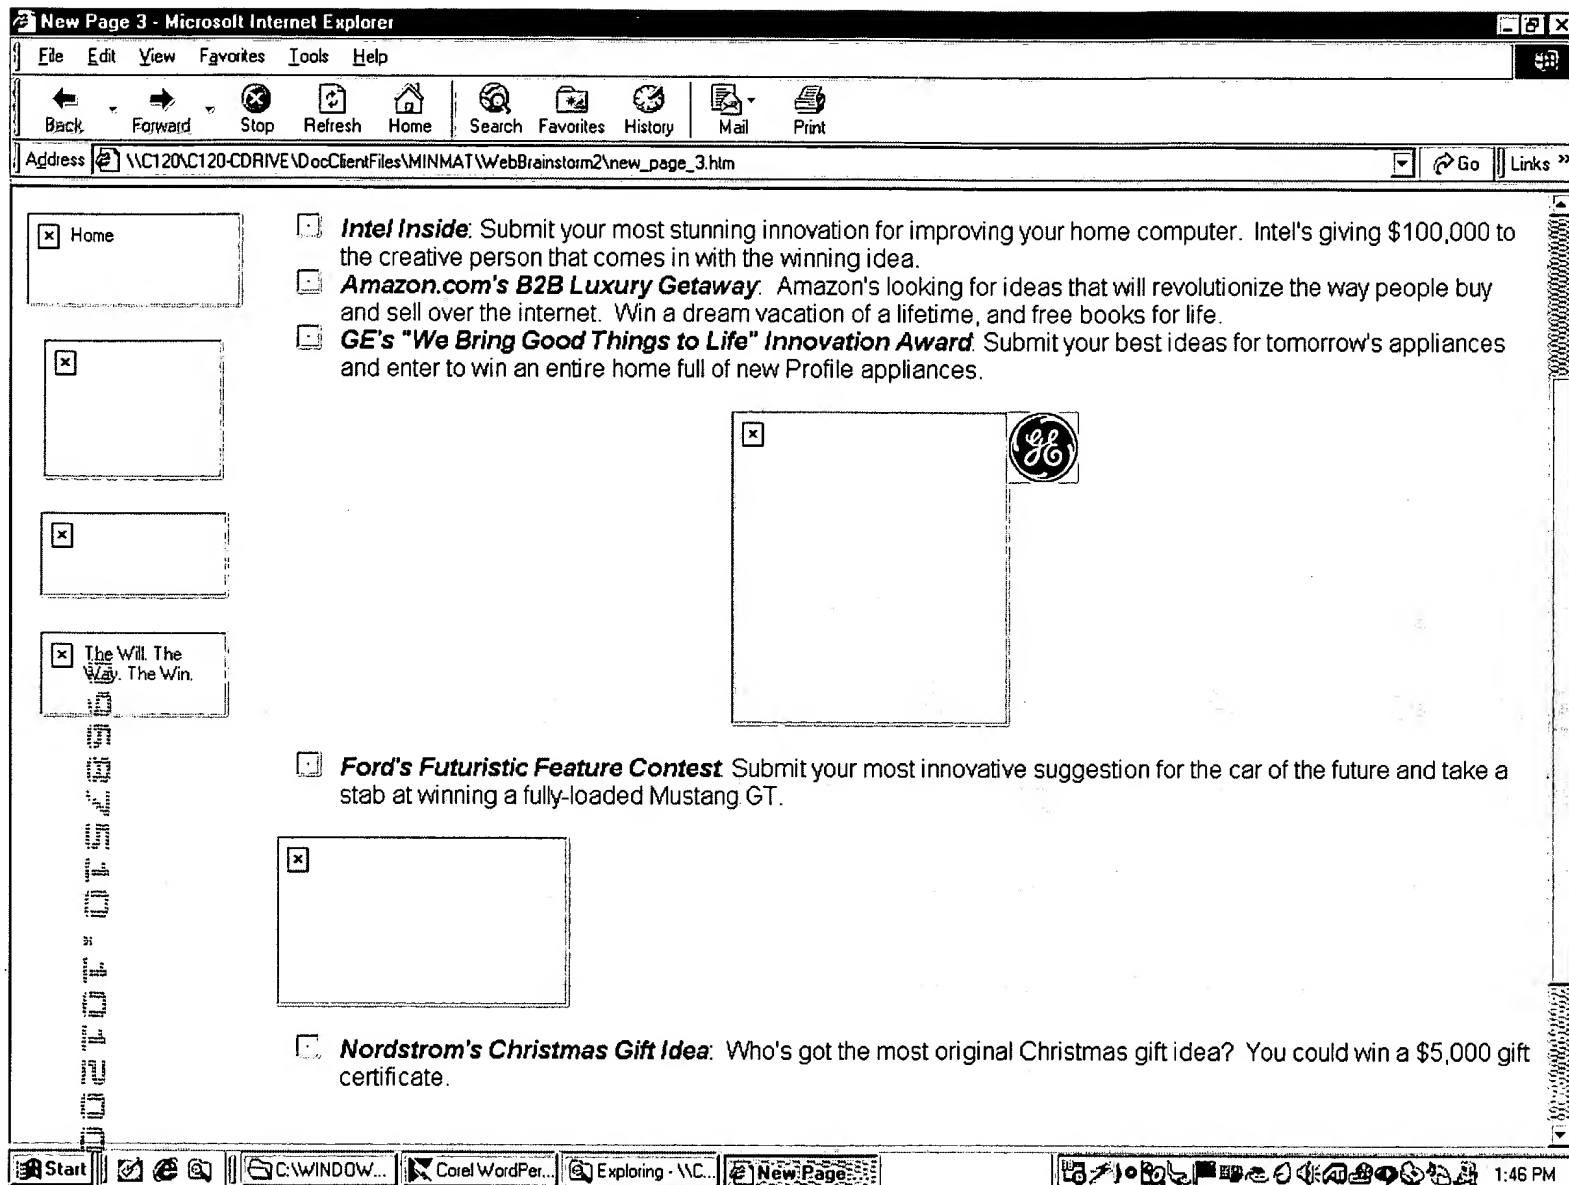 New Page 3 - Microsoft Internet Explorer
File Edit View Favorites Tools Help
Back Forward Stop Refresh Home Search Favorites History Mail Print
Address \\C120\C120-CDRIVE\DocClientFiles\MINMAT\WebBrainstorm2\new_page_3.htm Go Links »
Home
Intel Inside: Submit your most stunning innovation for improving your home computer. Intel's giving $100,000 to
the creative person that comes in with the winning idea.
Amazon.com's B2B Luxury Getaway: Amazon's looking for ideas that will revolutionize the way people buy
and sell over the internet. Win a dream vacation of a lifetime, and free books for life.
GE's "We Bring Good Things to Life" Innovation Award. Submit your best ideas for tomorrow's appliances
and enter to win an entire home full of new Profile appliances.
GE
The Will. The
Way. The Win.
Ford's Futuristic Feature Contest. Submit your most innovative suggestion for the car of the future and take a
stab at winning a fully-loaded Mustang GT.
Nordstrom's Christmas Gift Idea: Who's got the most original Christmas gift idea? You could win a $5,000 gift
certificate.
Start C:\WINDOW... Corel WordPer... Exploring - \\C... New Page 1:46 PM